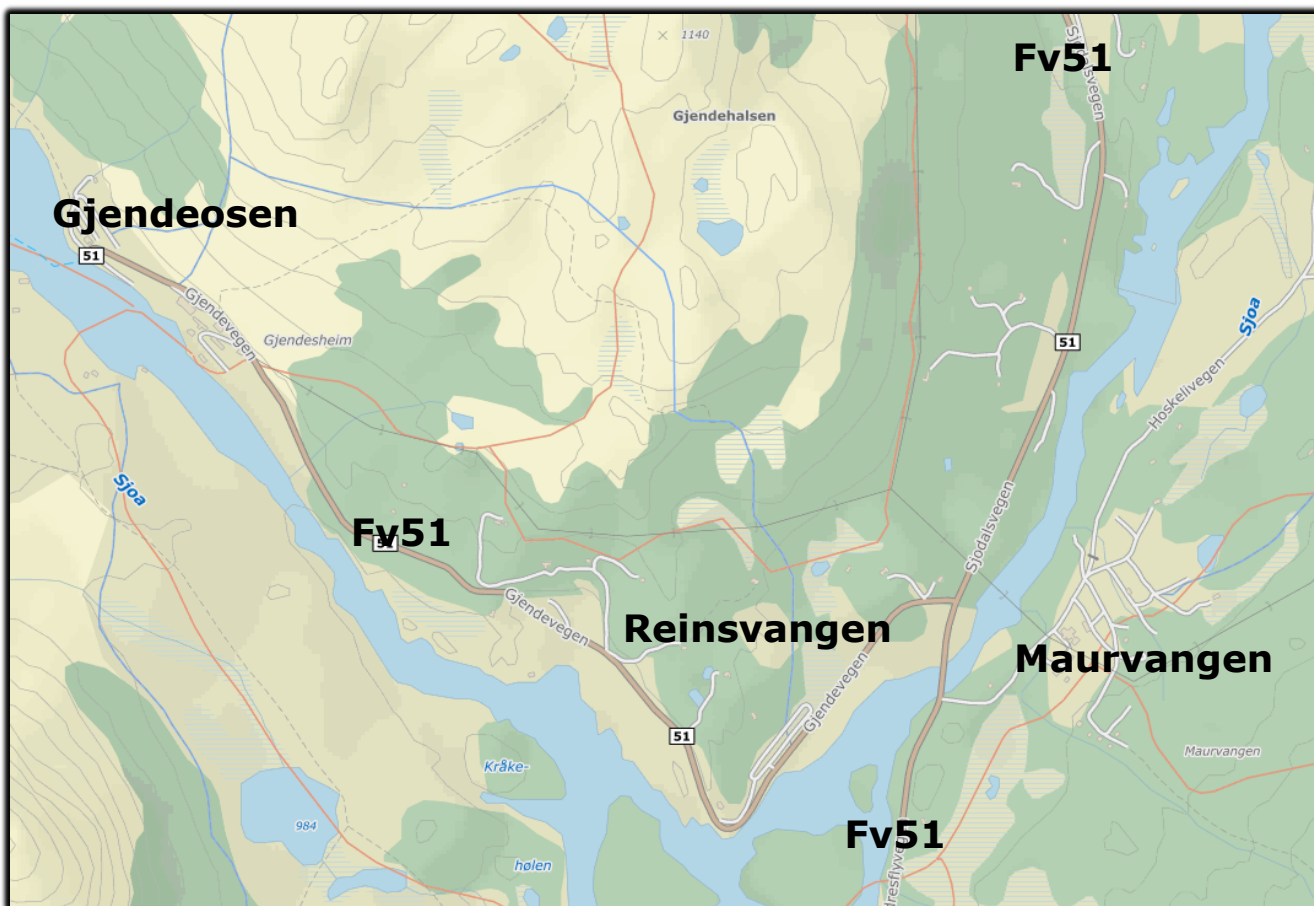 1140
Fv51
Sjodalsvegen
Gjendehalsen
Gjendeosen
51
Gjendevegen
Gjendesheim
Sjoa
51
Hoskelivegen
Sjoa
Fv51
Sjodalsvegen
Gjendevegen
Reinsvangen
Maurvangen
Gjendevegen
51
Maurvangen
Kråke-
984
Fv51
hølen